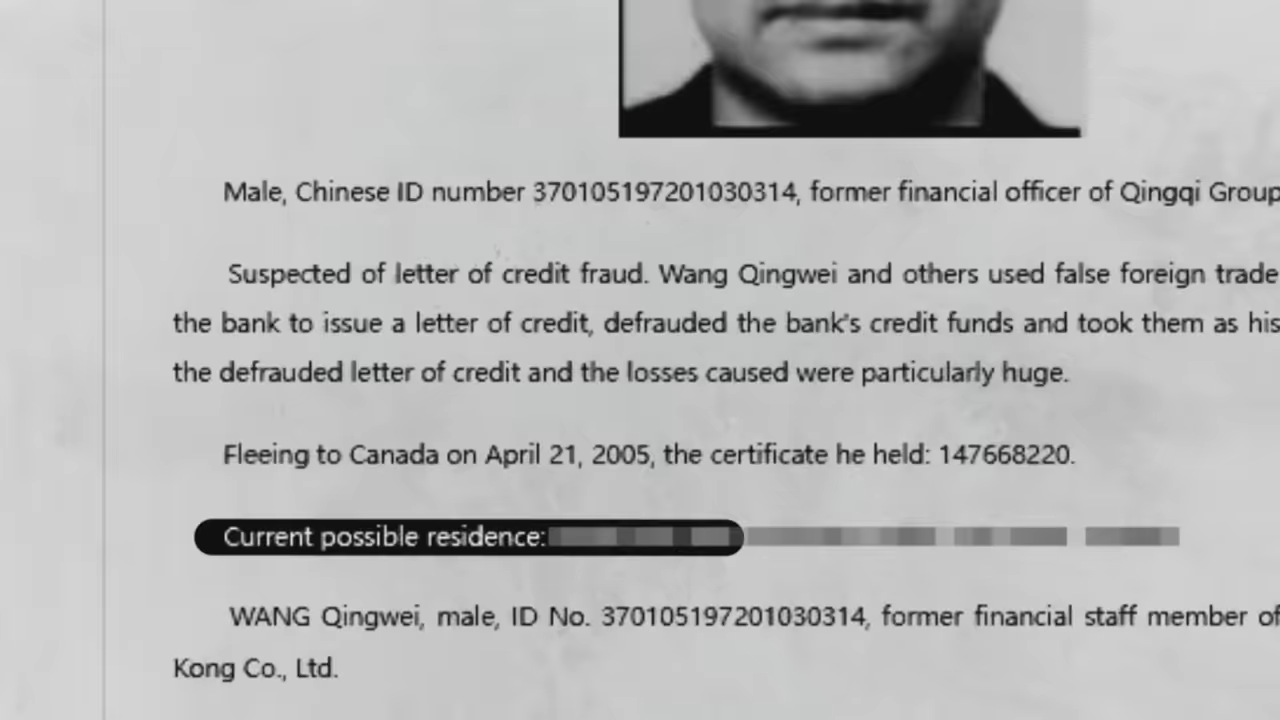 Male, Chinese ID number 370105197201030314, former financial officer of Qingqi Group
Suspected of letter of credit fraud. Wang Qingwei and others used false foreign trade
the bank to issue a letter of credit, defrauded the bank's credit funds and took them as his
the defrauded letter of credit and the losses caused were particularly huge.
Fleeing to Canada on April 21, 2005, the certificate he held: 147668220.
Current possible residence:
WANG Qingwei, male, ID No. 370105197201030314, former financial staff member of
Kong Co., Ltd.